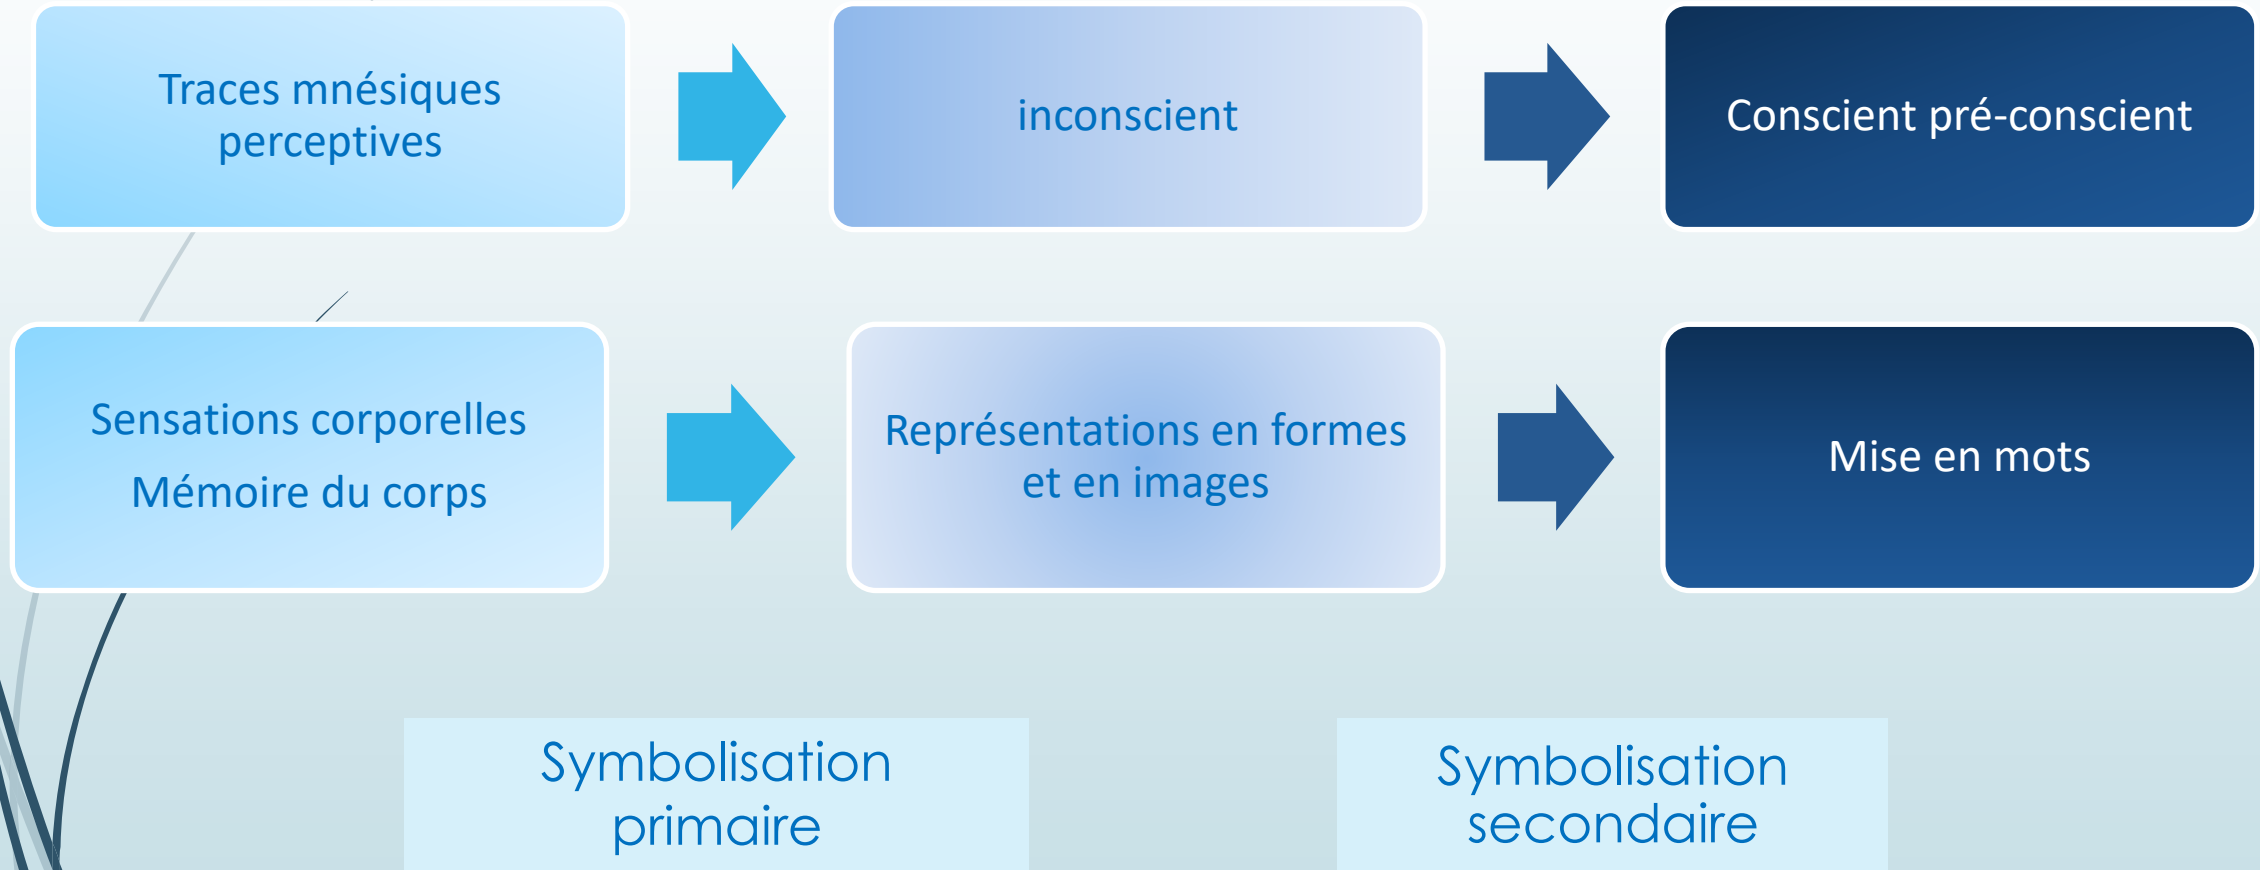 Traces mnésiques
perceptives
inconscient
Conscient pré-conscient
Sensations corporelles
Mémoire du corps
Représentations en formes
et en images
Mise en mots
Symbolisation
primaire
Symbolisation
secondaire